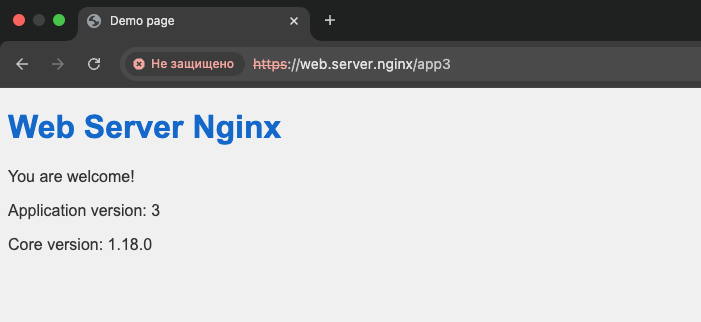 Demo page
Не защищено https://web.server.nginx/app3
Web Server Nginx
You are welcome!
Application version: 3
Core version: 1.18.0